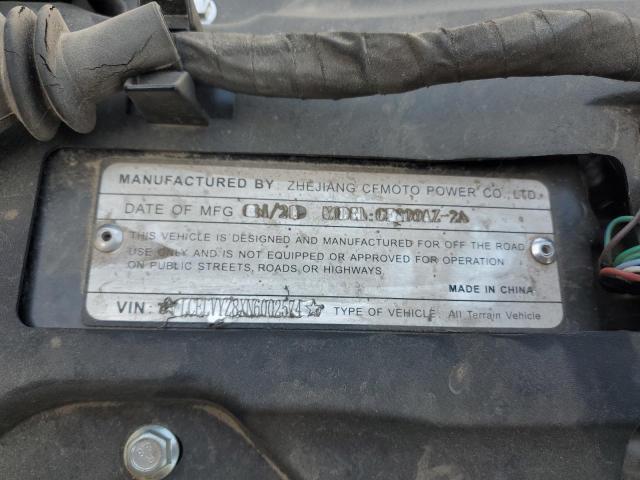 MANUFACTURED BY: ZHEJIANG CFMOTO POWER CO., LTD.
DATE OF MFG MODEL:
THIS VEHICLE IS DESIGNED AND MANUFACTURED FOR OFF THE ROAD
USE ONLY AND IS NOT EQUIPPED OR APPROVED FOR OPERATION
ON PUBLIC STREETS, ROADS, OR HIGHWAYS.
MADE IN CHINA
VIN: TYPE OF VEHICLE: All Terrain Vehicle